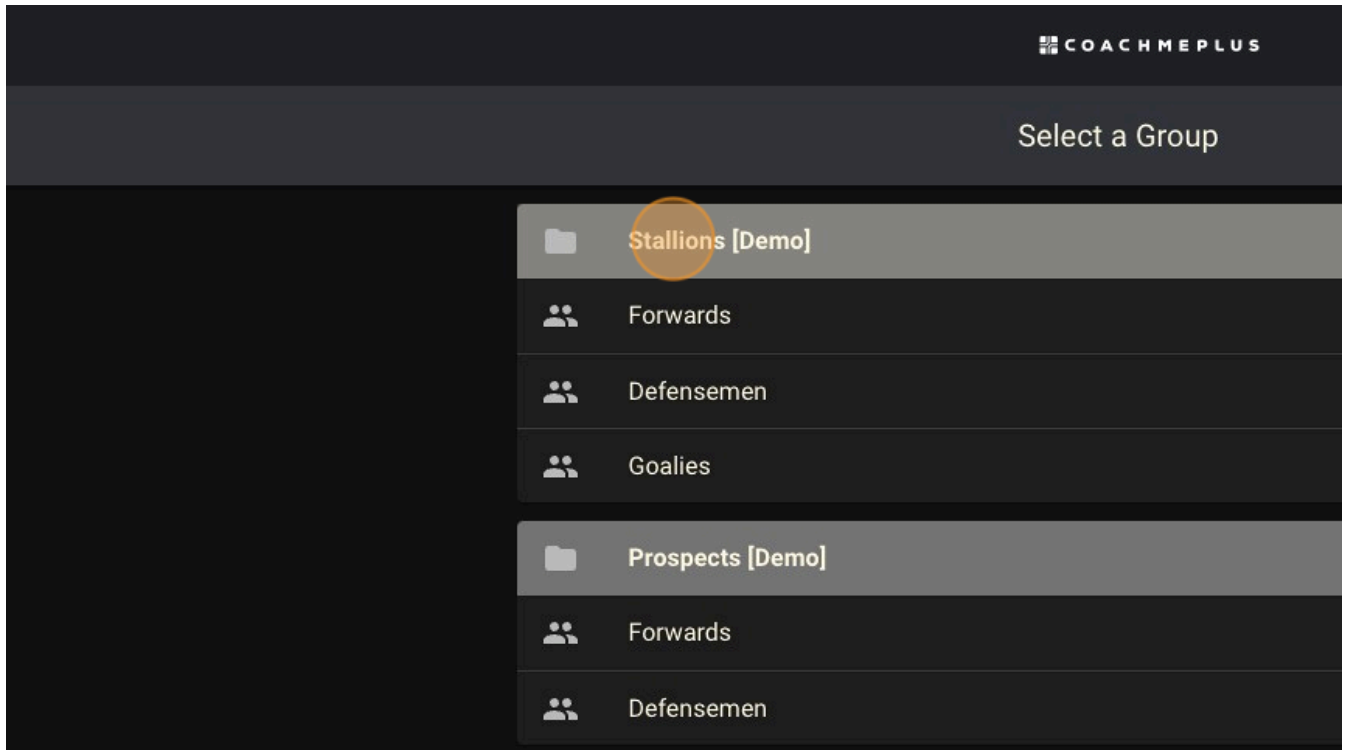 COACHMEPLUS
Select a Group
Stallions [Demo]
Forwards
Defensemen
Goalies
Prospects [Demo]
Forwards
Defensemen